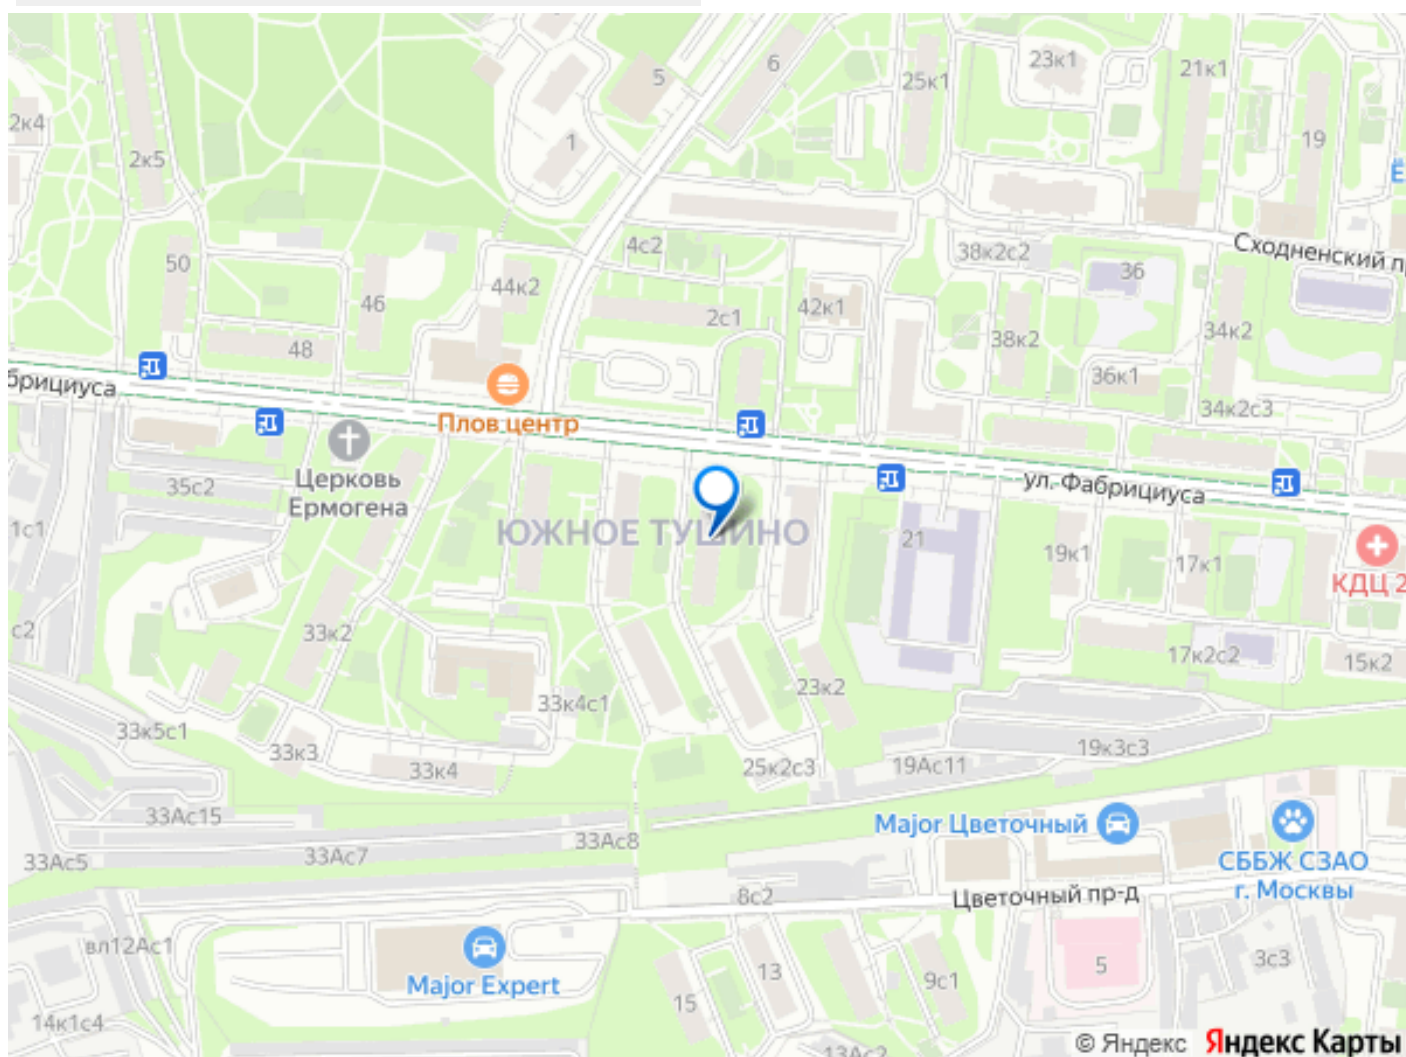 6
23к1
5
25к1
21к1
2к4
1
19
2к5
Ё
4с2
Сходненский пр
50
38к2с2
36
44к2
46
42к1
2с1
34к2
38к2
48
36к1
брициуса
34к2с3
Плов центр
Церковь
Ермогена
35с2
ул. Фабрициуса
1с1
ЮЖНОЕ ТУШИНО
21
19к1
17к1
КДЦ 2
с2
33к2
17к2с2
15к2
23к2
33к4с1
33к5с1
33к3
33к4
25к2с3
19Ас11
19к3с3
33Ас15
Major Цветочный
33Ас8
33Ас5
33Ас7
СББЖ СЗАО
г. Москвы
8с2
Цветочный пр-д
вл12Ас1
13
5
3с3
Major Expert
9с1
15
14к1с4
13Ас2
© Яндекс Яндекс Карты